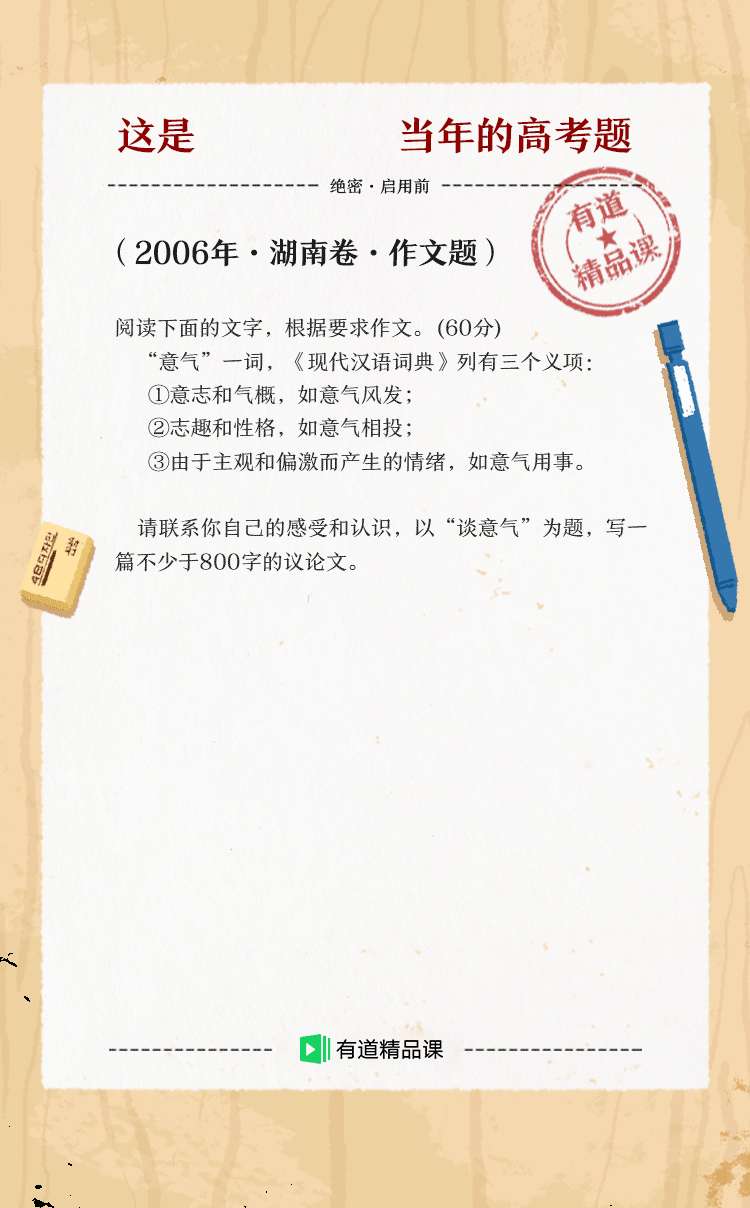 这是 当年的高考题
绝密·启用前
有道
精品课
（2006年·湖南卷·作文题）
阅读下面的文字，根据要求作文。(60分)
“意气”一词，《现代汉语词典》列有三个义项：
①意志和气概，如意气风发；
②志趣和性格，如意气相投；
③由于主观和偏激而产生的情绪，如意气用事。
请联系你自己的感受和认识，以“谈意气”为题，写一
篇不少于800字的议论文。
有道精品课